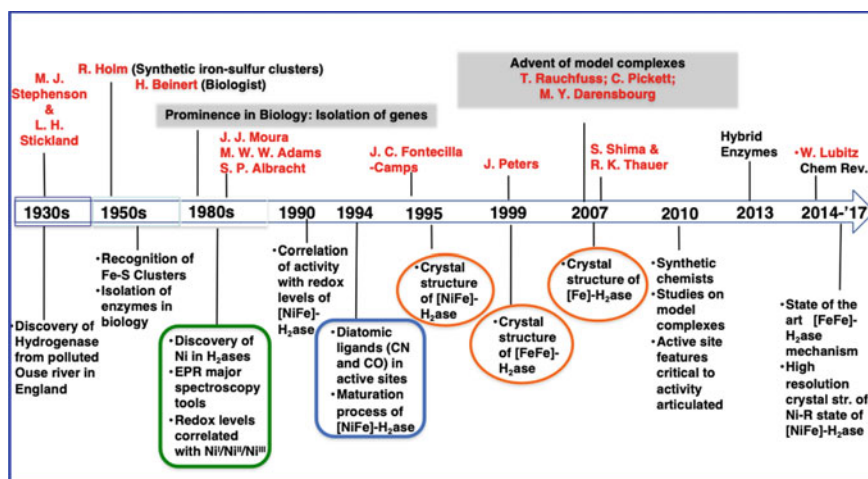 M. J.
Stephenson
&
L. H.
Stickland
R. Holm (Synthetic iron-sulfur clusters)
H. Beinert (Biologist)
Prominence in Biology: Isolation of genes
J. J. Moura
M. W. W. Adams
S. P. Albracht
J. C. Fontecilla
-Camps
J. Peters
Advent of model complexes
T. Rauchfuss; C. Pickett;
M. Y. Darensbourg
S. Shima &
R. K. Thauer
Hybrid
Enzymes
•W. Lubitz
Chem Rev.
1930s 1950s 1980s 1990 1994 1995 1999 2007 2010 2013 2014-'17
•Discovery of
Hydrogenase
from polluted
Ouse river in
England
•Recognition of
Fe-S Clusters
•Isolation of
enzymes in
biology
•Discovery of
Ni in H₂ases
•EPR major
spectroscopy
tools
•Redox levels
correlated
with Niᴵ/Niᴵᴵ/Niᴵᴵᴵ
•Correlation
of activity
with redox
levels of
[NiFe]-
H₂ase
•Diatomic
ligands (CN
and CO) in
active sites
•Maturation
process of
[NiFe]-H₂ase
•Crystal
structure
of [NiFe]-
H₂ase
•Crystal
structure
of [FeFe]-
H₂ase
•Crystal
structure of
[Fe]-H₂ase
•Synthetic
chemists
•Studies on
model
complexes
•Active site
features
critical to
activity
articulated
•State of the
art [FeFe]-
H₂ase
mechanism
•High
resolution
crystal str. of
Ni-R state of
[NiFe]-H₂ase